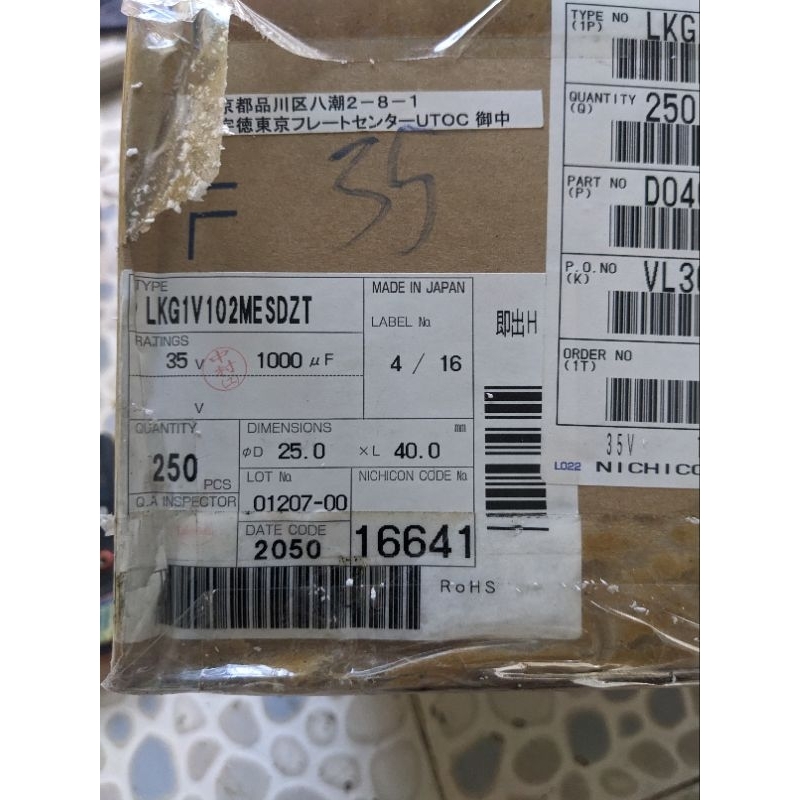 京都品川区八潮2-8-1
徳東京フレートセンターUTOC 御中
F
35
TYPE
LKG1V102MESDZT
RATINGS
35 V 1000 μF
V
QUANTITY
250 PCS
Q.A INSPECTOR
MADE IN JAPAN
LABEL No.
4 / 16
DIMENSIONS mm
φD 25.0 ×L 40.0
LOT No.
01207-00
NICHICON CODE No.
16641
DATE CODE
2050
RoHS
即出エ
TYPE NO
(1P)
LKG
QUANTITY
(Q)
250
PART NO
(P)
D04
P.O.NO
(K)
VL3
ORDER NO
(1T)
35V
L022 NICHICO